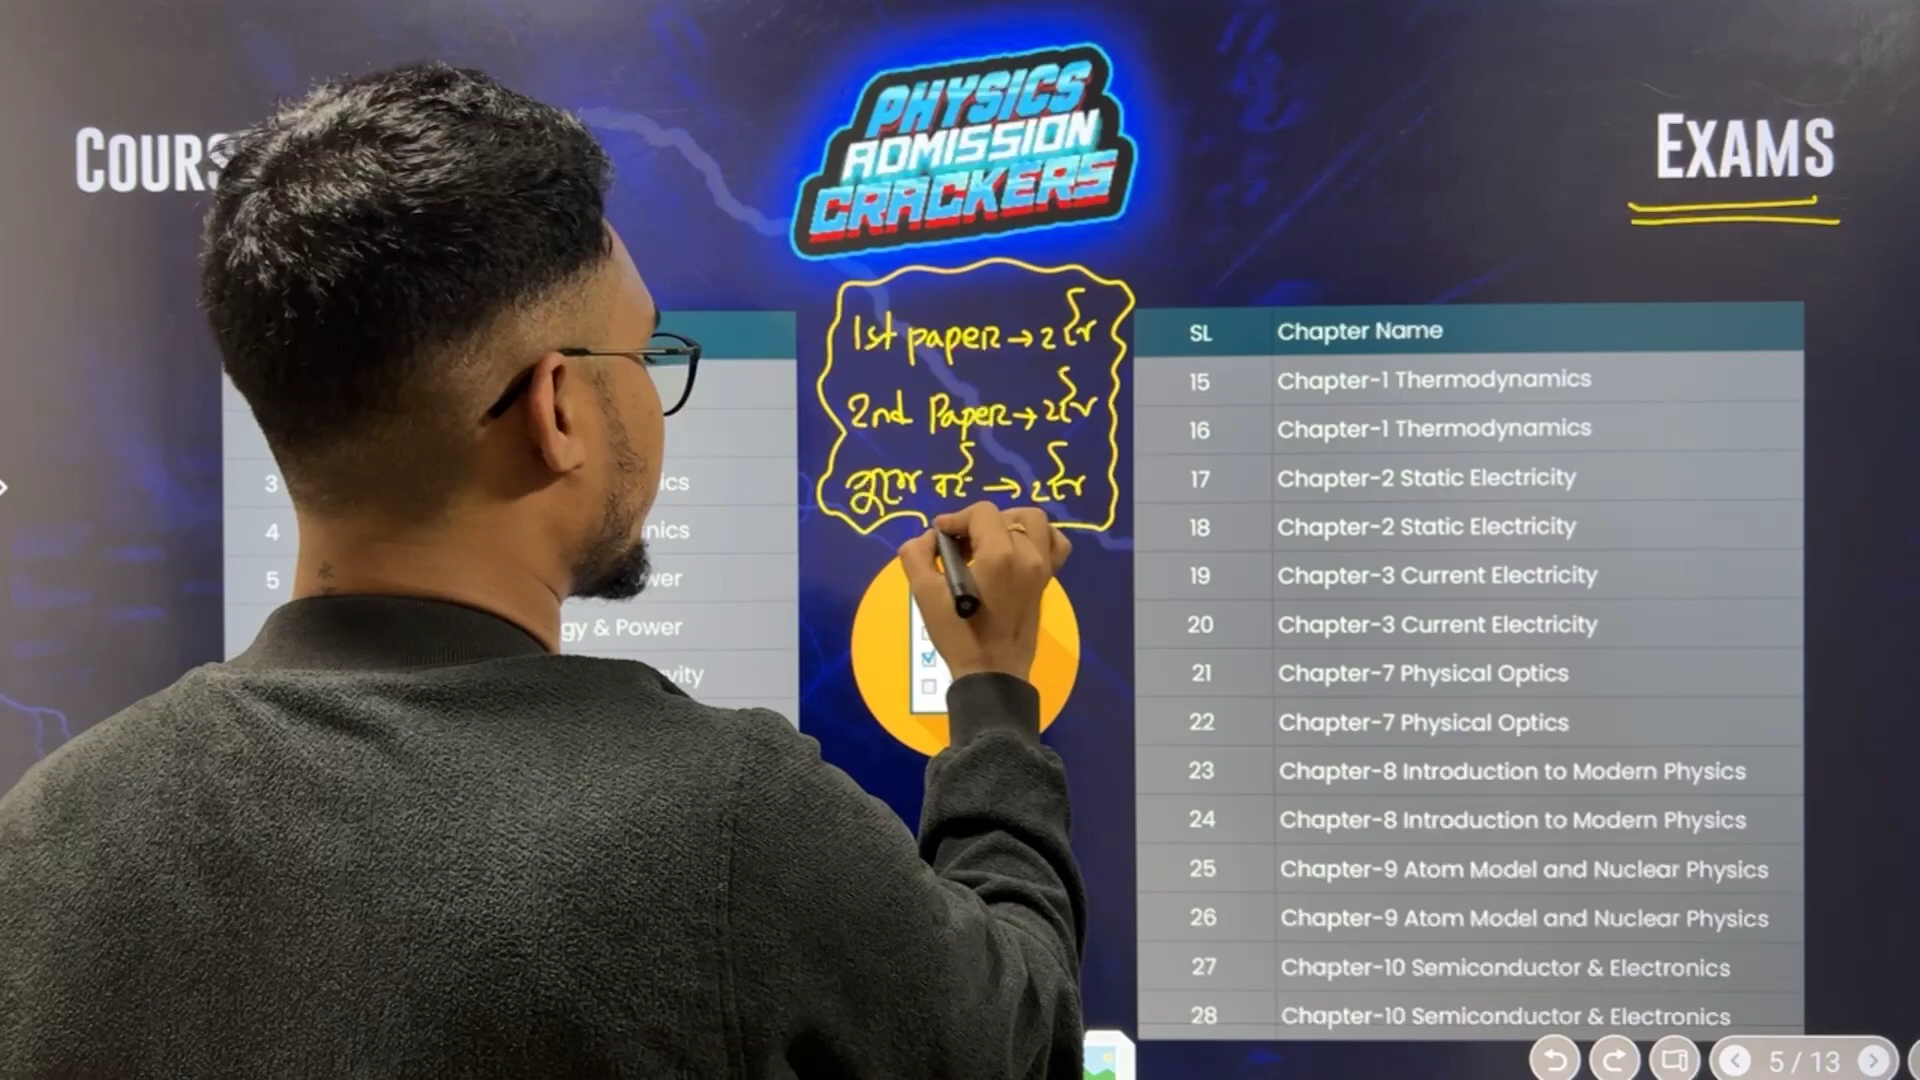 PHYSICS
ADMISSION
CRACKERS
COURS
EXAMS
1st paper → 2টি
2nd Paper → 2টি
→ 2টি
3 ics
4 nics
5 wer
gy & Power
vity
SL Chapter Name
15 Chapter-1 Thermodynamics
16 Chapter-1 Thermodynamics
17 Chapter-2 Static Electricity
18 Chapter-2 Static Electricity
19 Chapter-3 Current Electricity
20 Chapter-3 Current Electricity
21 Chapter-7 Physical Optics
22 Chapter-7 Physical Optics
23 Chapter-8 Introduction to Modern Physics
24 Chapter-8 Introduction to Modern Physics
25 Chapter-9 Atom Model and Nuclear Physics
26 Chapter-9 Atom Model and Nuclear Physics
27 Chapter-10 Semiconductor & Electronics
28 Chapter-10 Semiconductor & Electronics
5 / 13